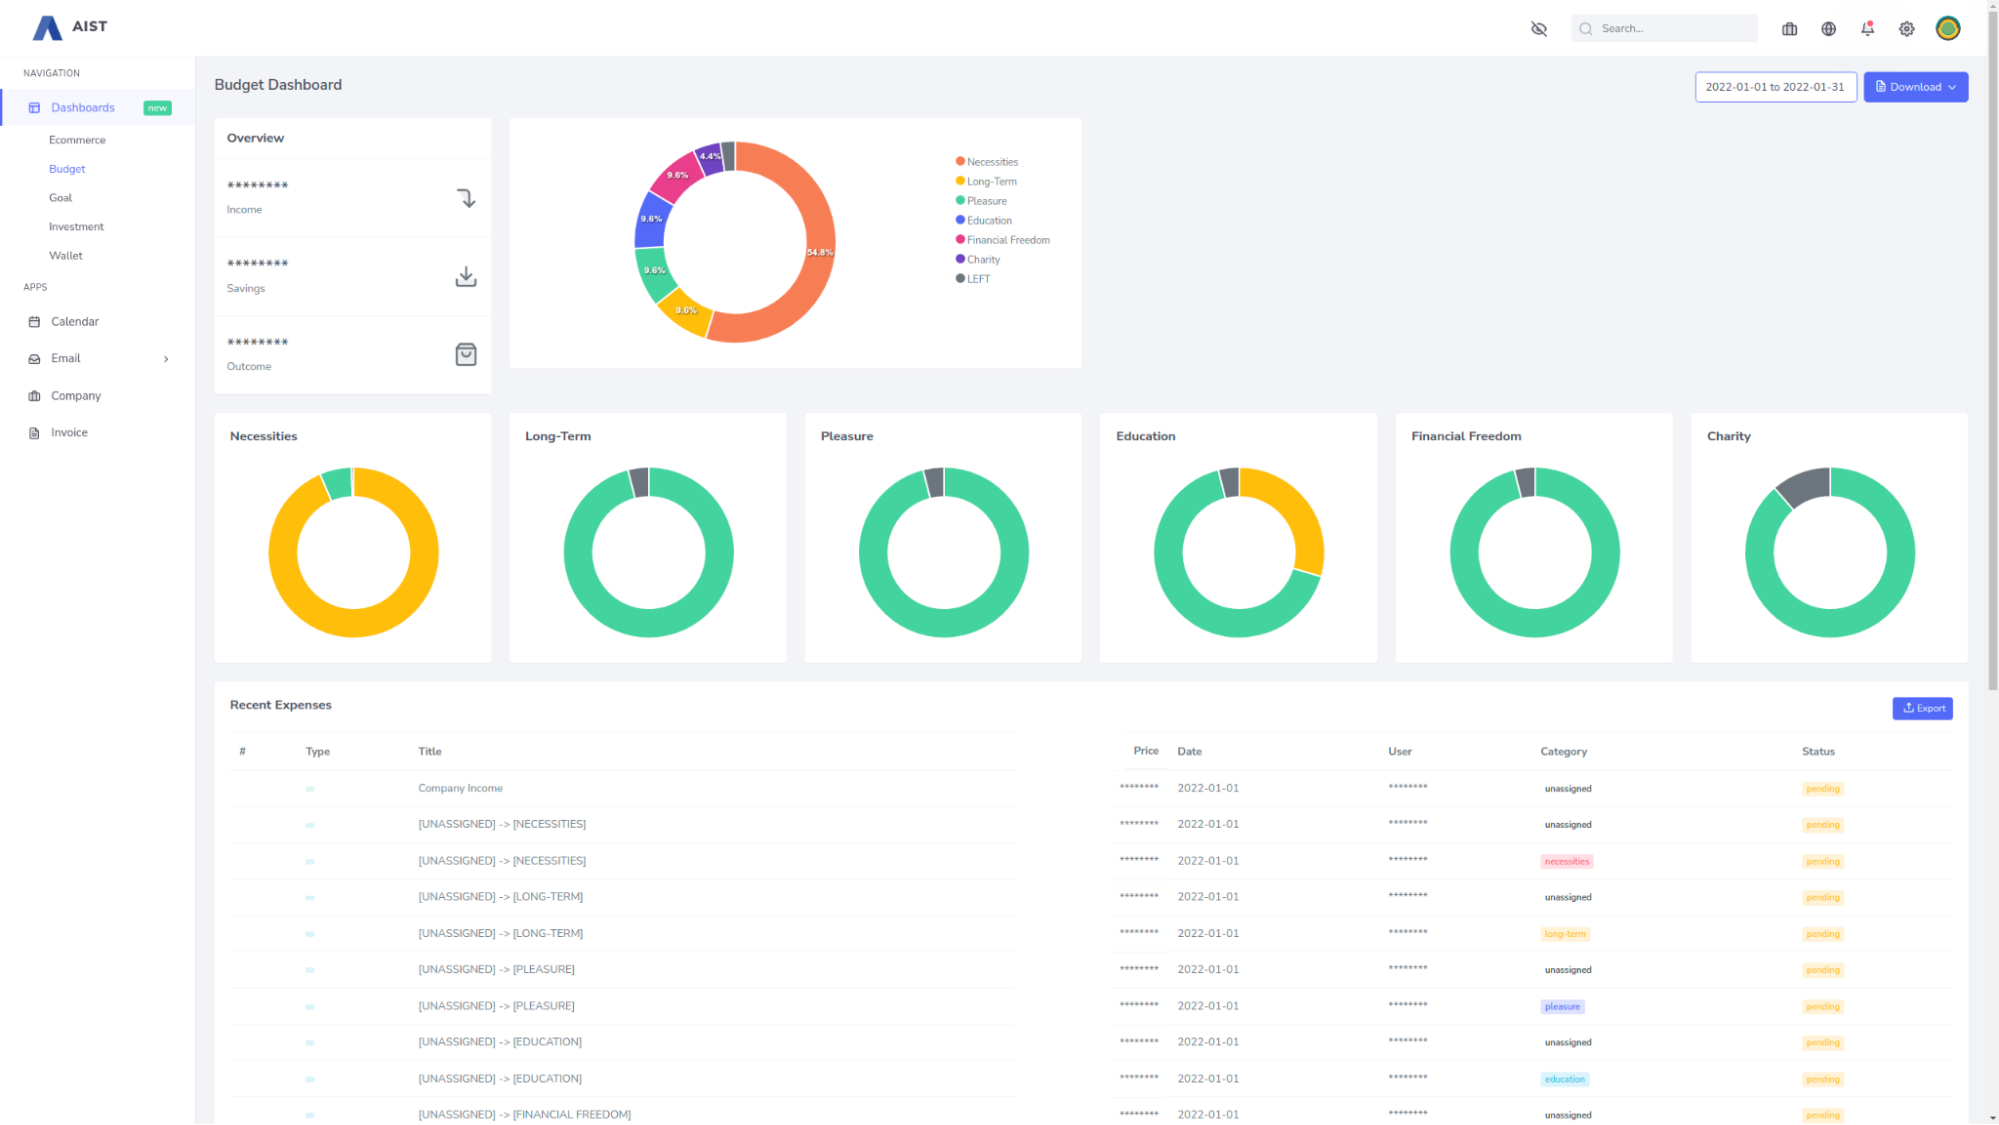 AIST
Search...
NAVIGATION
Dashboards new
Ecommerce
Budget
Goal
Investment
Wallet
APPS
Calendar
Email
Company
Invoice
Budget Dashboard
2022-01-01 to 2022-01-31
Download
Overview
********
Income
********
Savings
********
Outcome
4.4%
9.6%
9.6%
9.6%
9.6%
54.8%
Necessities
Long-Term
Pleasure
Education
Financial Freedom
Charity
LEFT
Necessities
Long-Term
Pleasure
Education
Financial Freedom
Charity
Recent Expenses
Export
# Type Title Price Date User Category Status
Company Income ******** 2022-01-01 ******** unassigned pending
[UNASSIGNED] -> [NECESSITIES] ******** 2022-01-01 ******** unassigned pending
[UNASSIGNED] -> [NECESSITIES] ******** 2022-01-01 ******** necessities pending
[UNASSIGNED] -> [LONG-TERM] ******** 2022-01-01 ******** unassigned pending
[UNASSIGNED] -> [LONG-TERM] ******** 2022-01-01 ******** long-term pending
[UNASSIGNED] -> [PLEASURE] ******** 2022-01-01 ******** unassigned pending
[UNASSIGNED] -> [PLEASURE] ******** 2022-01-01 ******** pleasure pending
[UNASSIGNED] -> [EDUCATION] ******** 2022-01-01 ******** unassigned pending
[UNASSIGNED] -> [EDUCATION] ******** 2022-01-01 ******** education pending
[UNASSIGNED] -> [FINANCIAL FREEDOM] ******** 2022-01-01 ******** unassigned pending